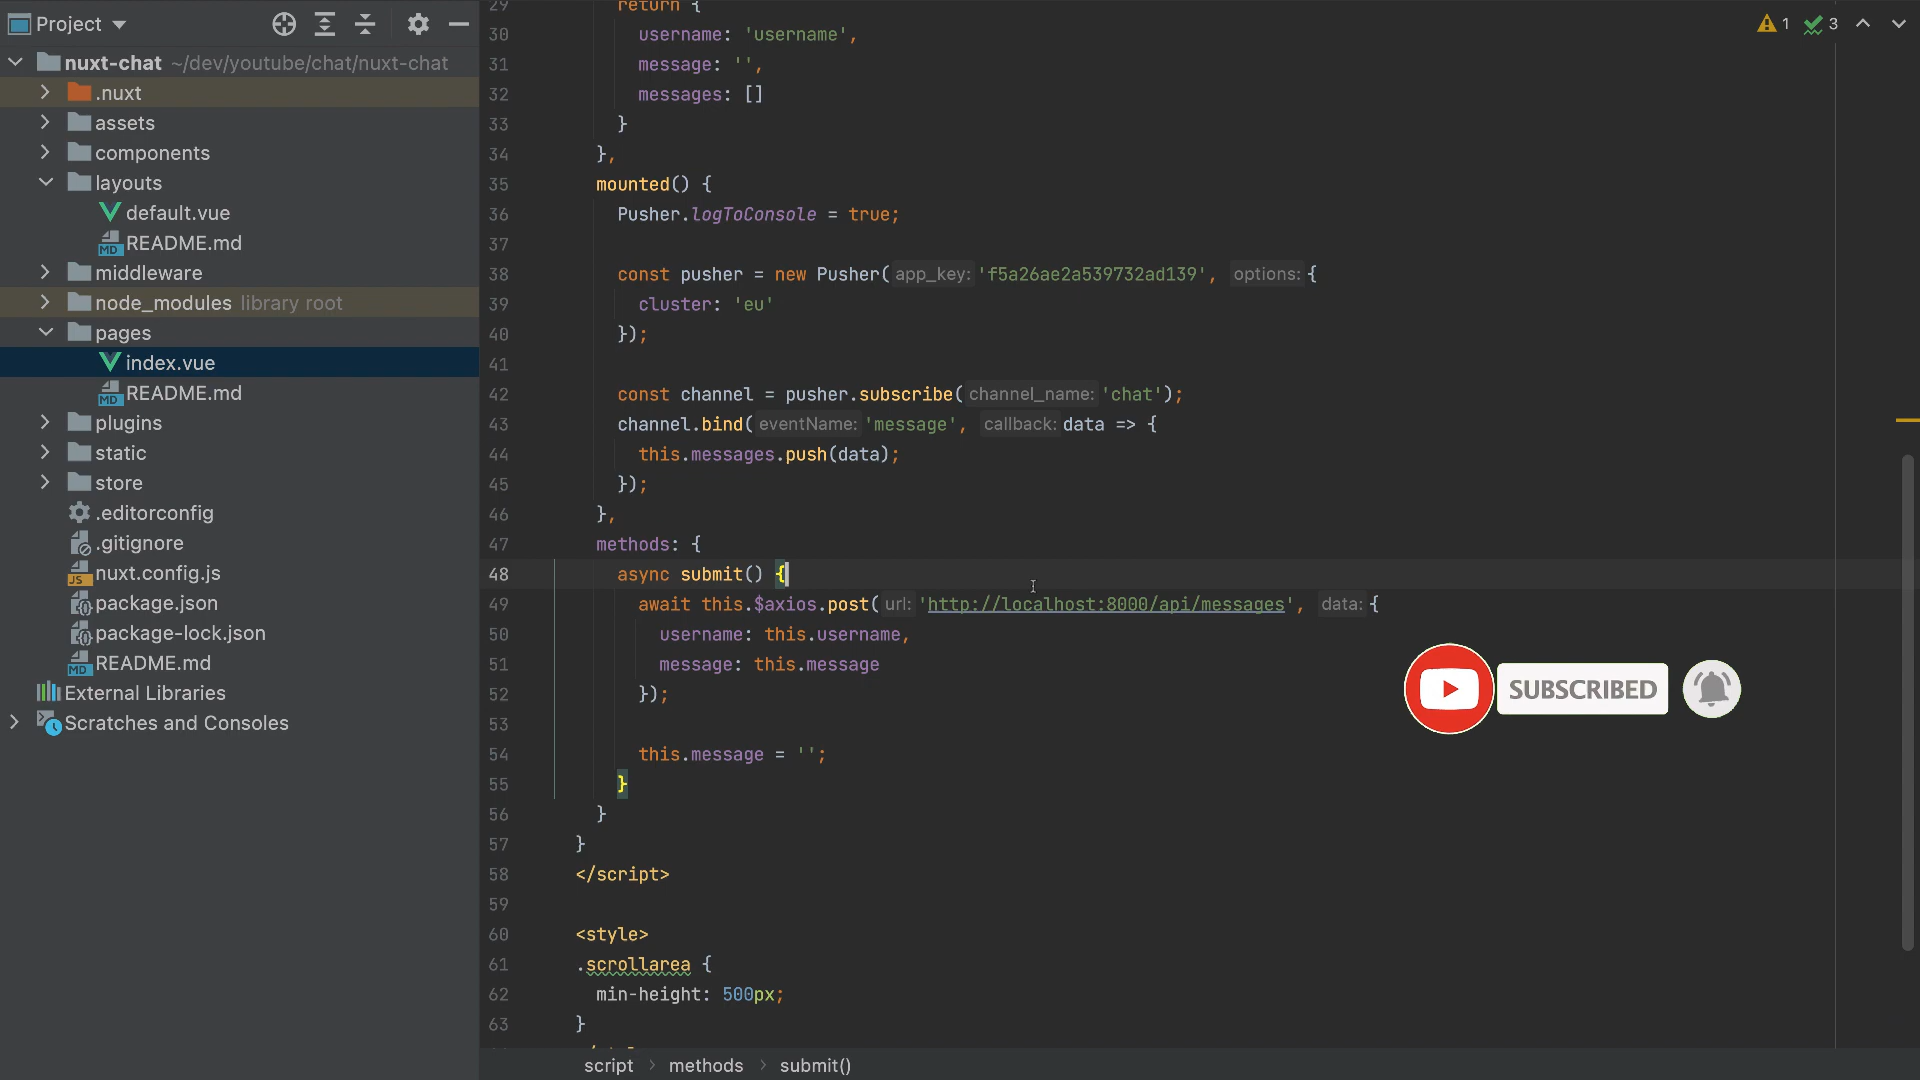 Project
nuxt-chat ~/dev/youtube/chat/nuxt-chat
.nuxt
assets
components
layouts
default.vue
README.md
middleware
node_modules library root
pages
index.vue
README.md
plugins
static
store
.editorconfig
.gitignore
nuxt.config.js
package.json
package-lock.json
README.md
External Libraries
Scratches and Consoles
1 3
29 return {
30 username: 'username',
31 message: '',
32 messages: []
33 }
34 },
35 mounted() {
36 Pusher.logToConsole = true;
37
38 const pusher = new Pusher( app_key: 'f5a26ae2a539732ad139', options: {
39 cluster: 'eu'
40 });
41
42 const channel = pusher.subscribe( channel_name: 'chat');
43 channel.bind( eventName: 'message', callback: data => {
44 this.messages.push(data);
45 });
46 },
47 methods: {
48 async submit() {
49 await this.$axios.post( url: 'http://localhost:8000/api/messages', data: {
50 username: this.username,
51 message: this.message
52 });
53
54 this.message = '';
55 }
56 }
57 }
58 </script>
59
60 <style>
61 .scrollarea {
62 min-height: 500px;
63 }
SUBSCRIBED
script > methods > submit()